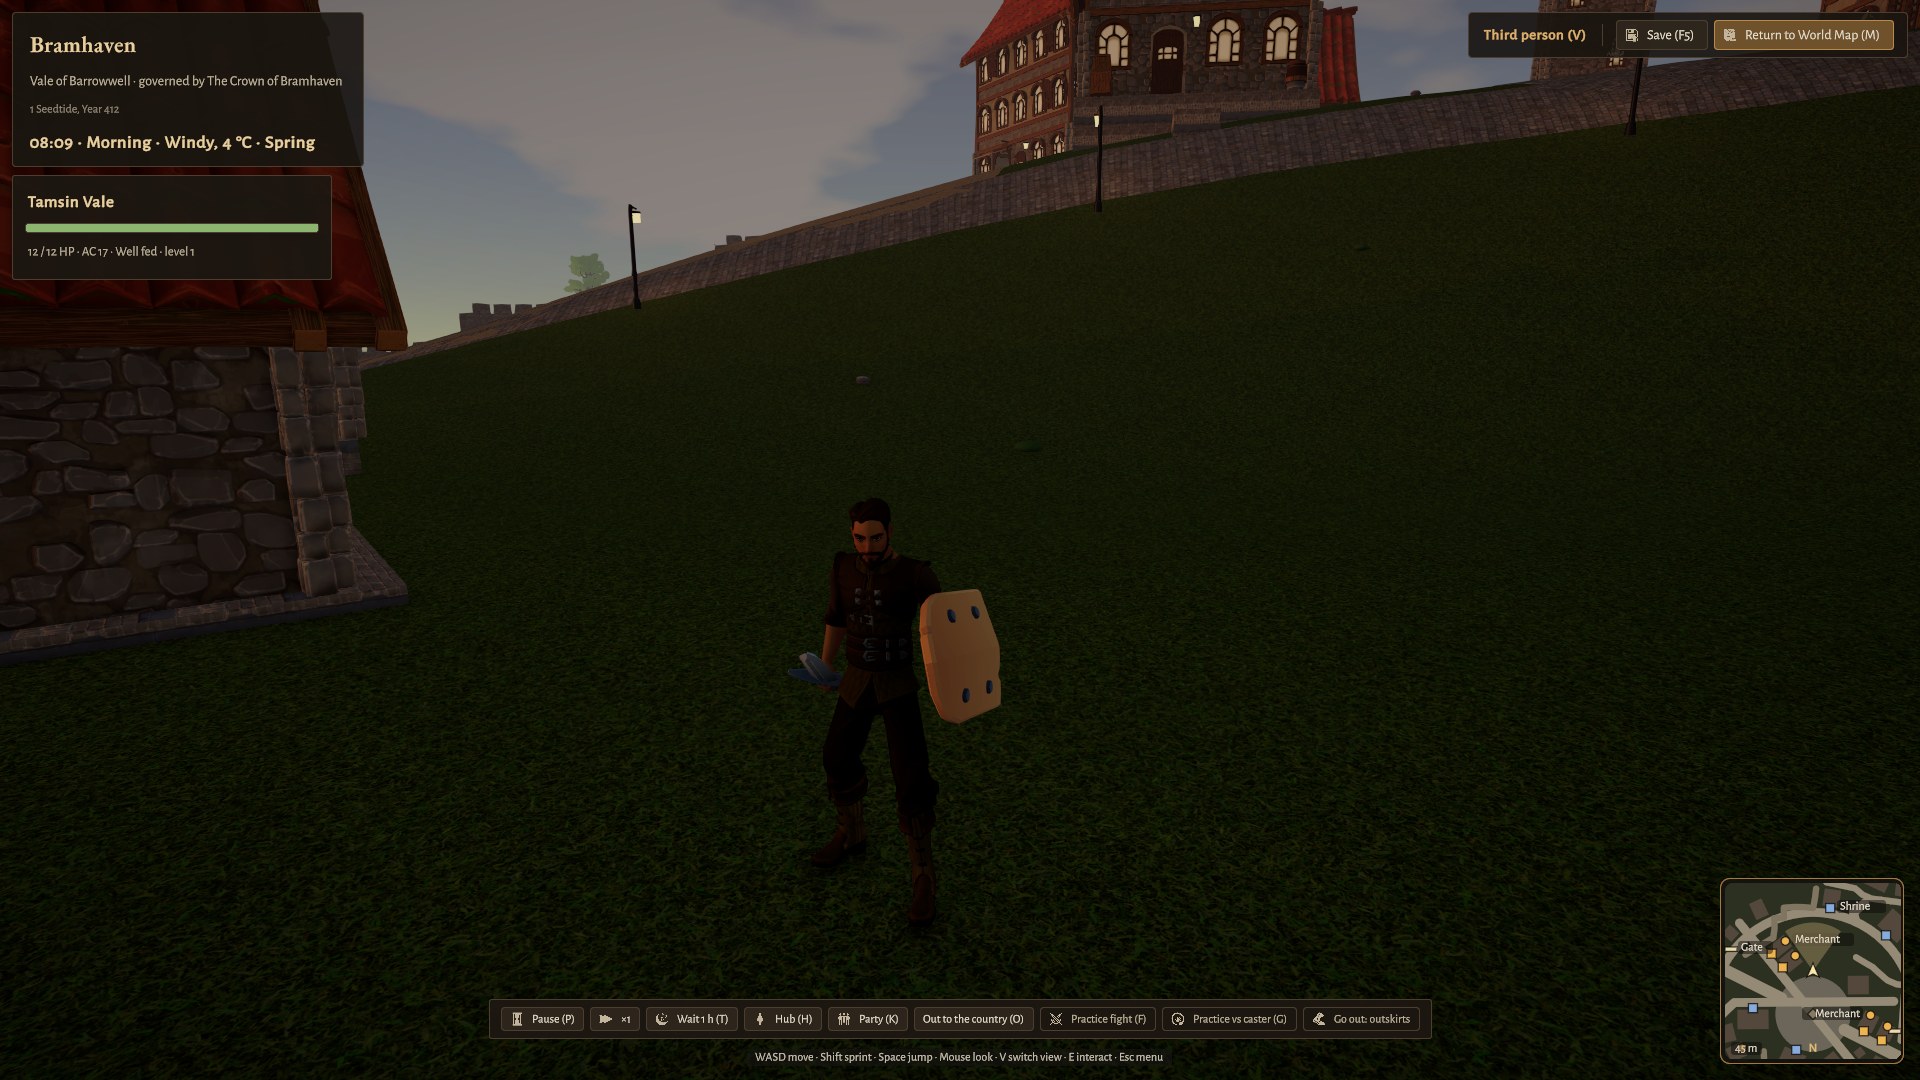 Bramhaven
Vale of Barrowwell · governed by The Crown of Bramhaven
1 Seedtide, Year 412
08:09 · Morning · Windy, 4 °C · Spring
Tamsin Vale
12 / 12 HP · AC 17 · Well fed · level 1
Third person (V)
Save (F5)
Return to World Map (M)
Shrine
Merchant
Gate
Merchant
45 m
N
Pause (P)
×1
Wait 1 h (T)
Hub (H)
Party (K)
Out to the country (O)
Practice fight (F)
Practice vs caster (G)
Go out: outskirts
WASD move · Shift sprint · Space jump · Mouse look · V switch view · E interact · Esc menu